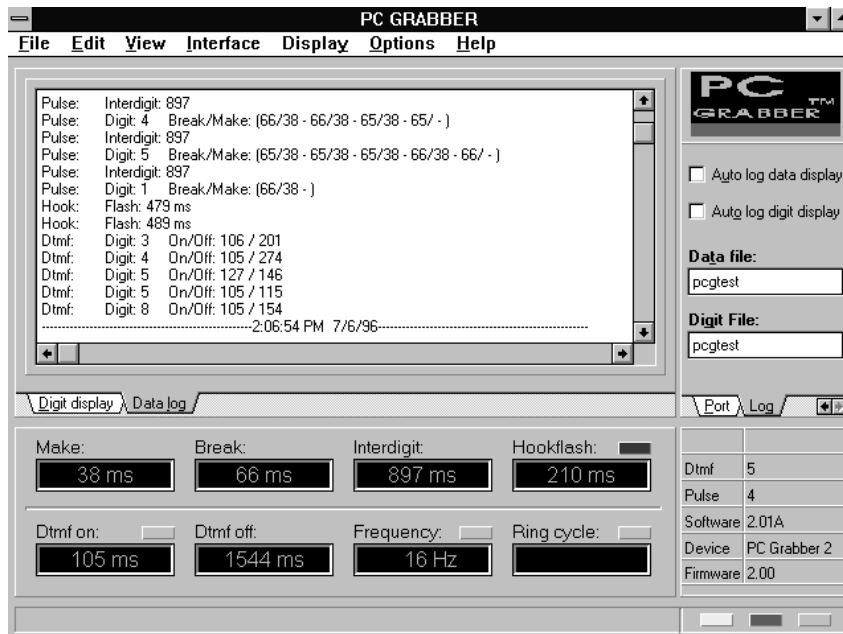 PC GRABBER
File Edit View Interface Display Options Help
Pulse: Interdigit: 897
Pulse: Digit: 4 Break/Make: (66/38 - 66/38 - 65/38 - 65/ - )
Pulse: Interdigit: 897
Pulse: Digit: 5 Break/Make: (65/38 - 65/38 - 65/38 - 66/38 - 66/ - )
Pulse: Interdigit: 897
Pulse: Digit: 1 Break/Make: (66/38 - )
Hook: Flash: 479 ms
Hook: Flash: 489 ms
Dtmf: Digit: 3 On/Off: 106 / 201
Dtmf: Digit: 4 On/Off: 105 / 274
Dtmf: Digit: 5 On/Off: 127 / 146
Dtmf: Digit: 5 On/Off: 105 / 115
Dtmf: Digit: 8 On/Off: 105 / 154
---------------------------------------------------2:06:54 PM 7/6/96---------------------------------------------------
Digit display Data log
PC
GRABBER™
Auto log data display
Auto log digit display
Data file:
pcgtest
Digit File:
pcgtest
Port Log
Make: Break: Interdigit: Hookflash:
38 ms 66 ms 897 ms 210 ms
Dtmf on: Dtmf off: Frequency: Ring cycle:
105 ms 1544 ms 16 Hz
Dtmf 5
Pulse 4
Software 2.01A
Device PC Grabber 2
Firmware 2.00